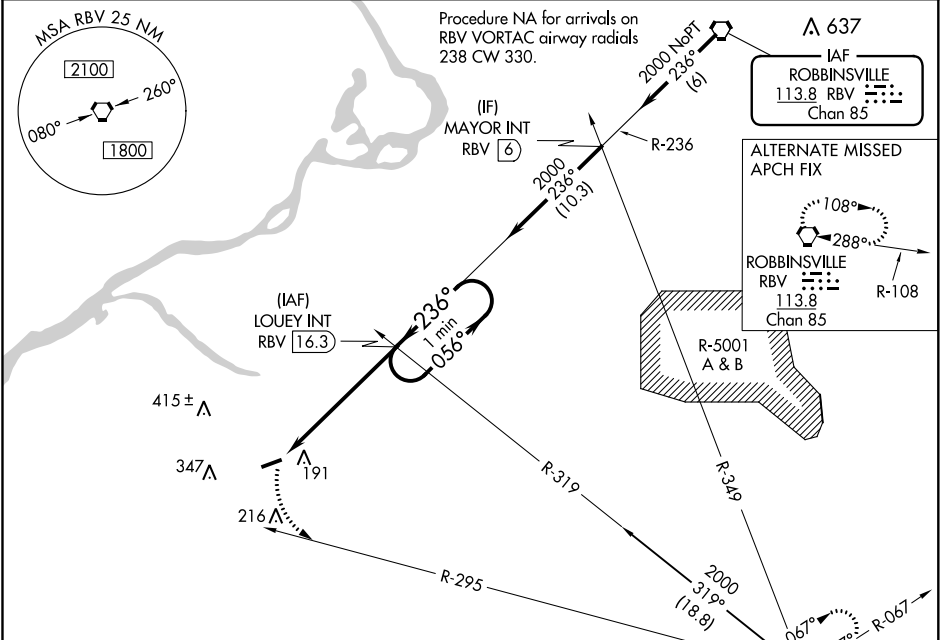 MSA RBV 25 NM
2100
260°
080°
1800
Procedure NA for arrivals on
RBV VORTAC airway radials
238 CW 330.
2000 NoPT
236°
(6)
637
IAF
ROBBINSVILLE
113.8 RBV
Chan 85
(IF)
MAYOR INT
RBV 6
R-236
2000
236°
(10.3)
ALTERNATE MISSED
APCH FIX
108°
288°
ROBBINSVILLE
RBV
113.8
Chan 85
R-108
(IAF)
LOUEY INT
RBV 16.3
236°
1 min
056°
R-5001
A & B
415 ±
347
191
216
R-319
R-349
R-295
2000
319°
(18.8)
067°
R-067